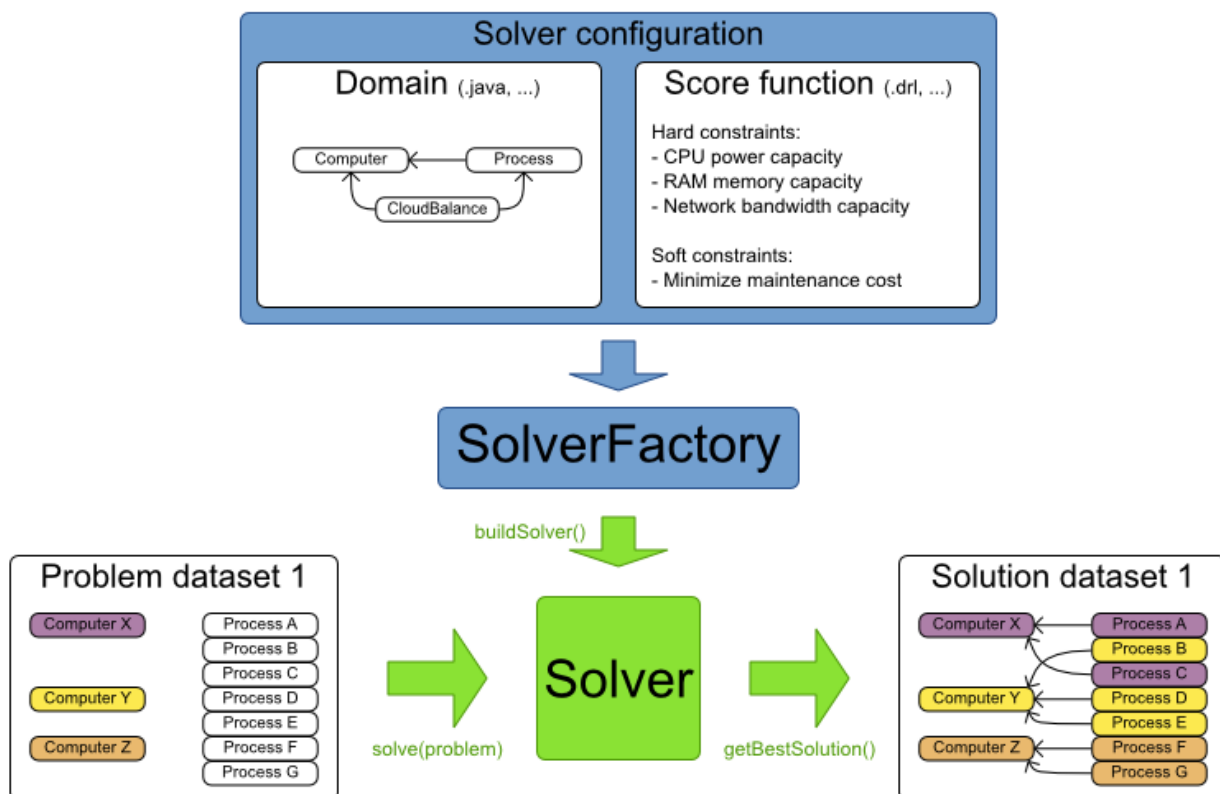 Solver configuration
Domain (.java, ...)
Computer
Process
CloudBalance
Score function (.drl, ...)
Hard constraints:
- CPU power capacity
- RAM memory capacity
- Network bandwidth capacity
Soft constraints:
- Minimize maintenance cost
SolverFactory
buildSolver()
Problem dataset 1
Computer X
Computer Y
Computer Z
Process A
Process B
Process C
Process D
Process E
Process F
Process G
solve(problem)
Solver
getBestSolution()
Solution dataset 1
Computer X
Computer Y
Computer Z
Process A
Process B
Process C
Process D
Process E
Process F
Process G